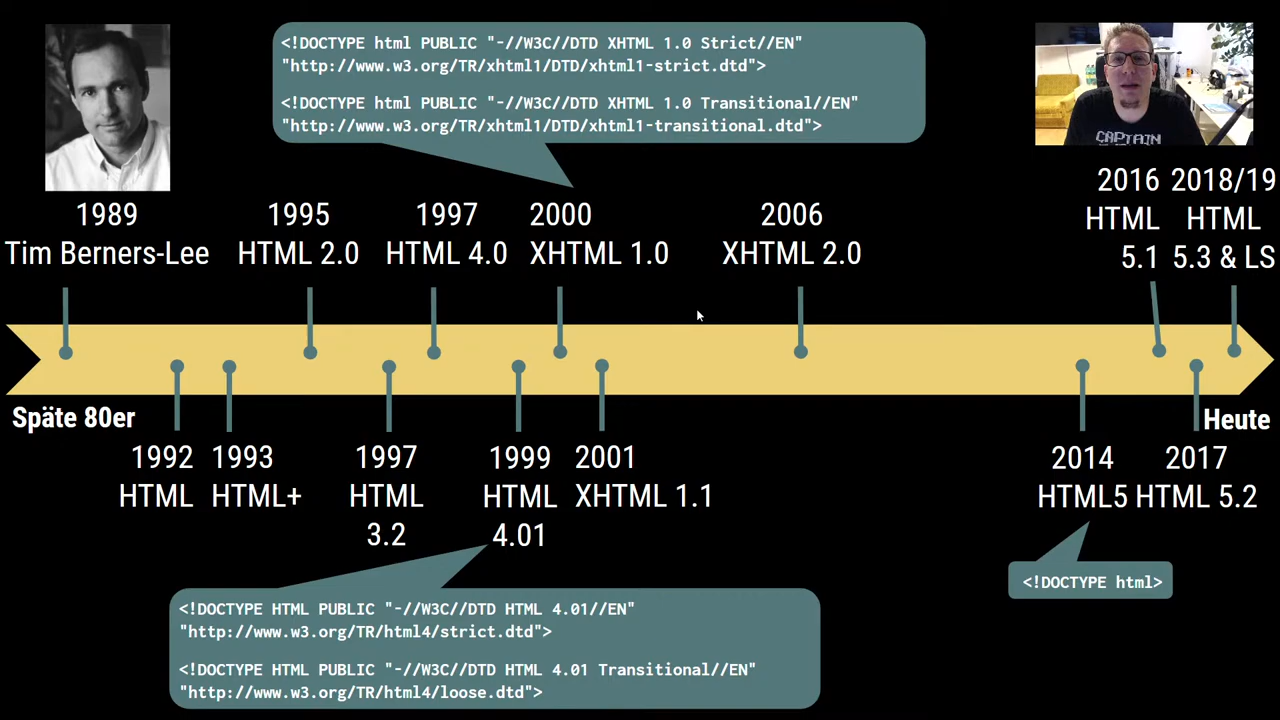 <!DOCTYPE html PUBLIC "-//W3C//DTD XHTML 1.0 Strict//EN"
"http://www.w3.org/TR/xhtml1/DTD/xhtml1-strict.dtd">
<!DOCTYPE html PUBLIC "-//W3C//DTD XHTML 1.0 Transitional//EN"
"http://www.w3.org/TR/xhtml1/DTD/xhtml1-transitional.dtd">
CAPTAIN
1989
Tim Berners-Lee
1995
HTML 2.0
1997
HTML 4.0
2000
XHTML 1.0
2006
XHTML 2.0
2016
HTML
5.1
2018/19
HTML
5.3 & LS
Späte 80er
Heute
1992
HTML
1993
HTML+
1997
HTML
3.2
1999
HTML
4.01
2001
XHTML 1.1
2014
HTML5
2017
HTML 5.2
<!DOCTYPE html>
<!DOCTYPE HTML PUBLIC "-//W3C//DTD HTML 4.01//EN"
"http://www.w3.org/TR/html4/strict.dtd">
<!DOCTYPE HTML PUBLIC "-//W3C//DTD HTML 4.01 Transitional//EN"
"http://www.w3.org/TR/html4/loose.dtd">